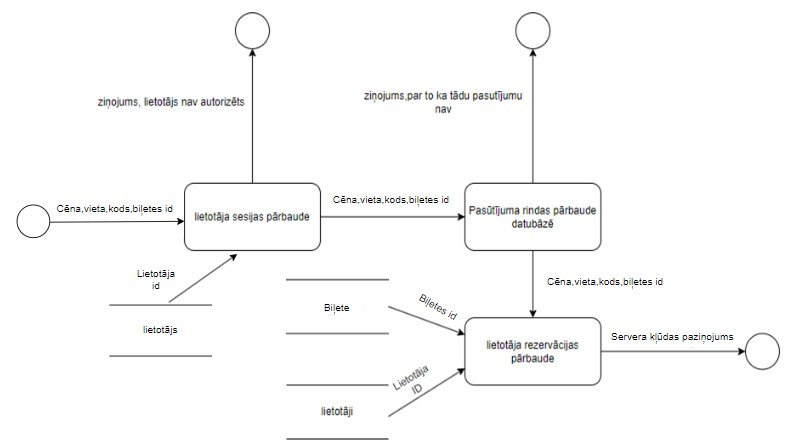 ziņojums, lietotājs nav autorizēts
ziņojums,par to ka tādu pasutījumu
nav
Cēna,vieta,kods,biļetes id
lietotāja sesijas pārbaude
Cēna,vieta,kods,biļetes id
Pasūtījuma rindas pārbaude
datubāzē
Lietotāja
id
lietotājs
Cēna,vieta,kods,biļetes id
Biļete
Biļetes id
lietotāja rezervācijas
pārbaude
Servera kļūdas paziņojums
Lietotāja
ID
lietotāji